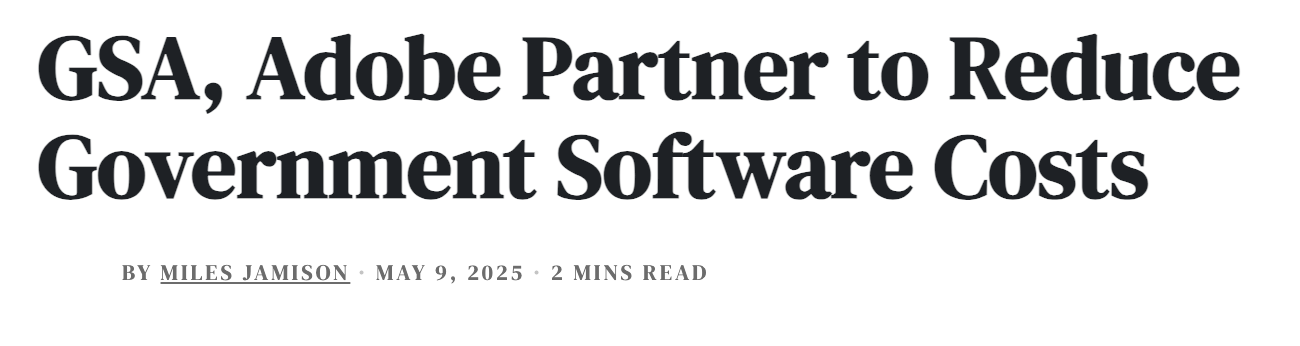 GSA, Adobe Partner to Reduce
Government Software Costs
BY MILES JAMISON · MAY 9, 2025 · 2 MINS READ